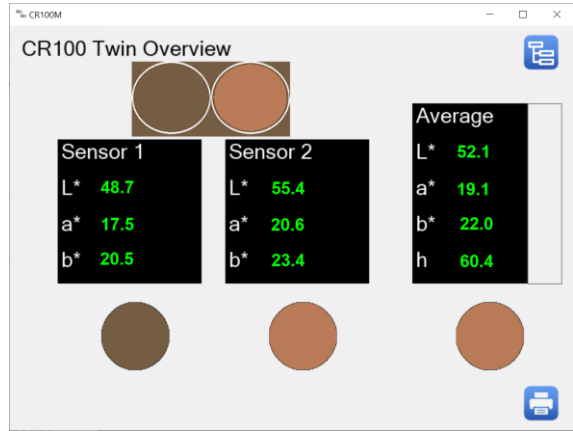 CR100M
CR100 Twin Overview
Sensor 1
L* 48.7
a* 17.5
b* 20.5
Sensor 2
L* 55.4
a* 20.6
b* 23.4
Average
L* 52.1
a* 19.1
b* 22.0
h 60.4